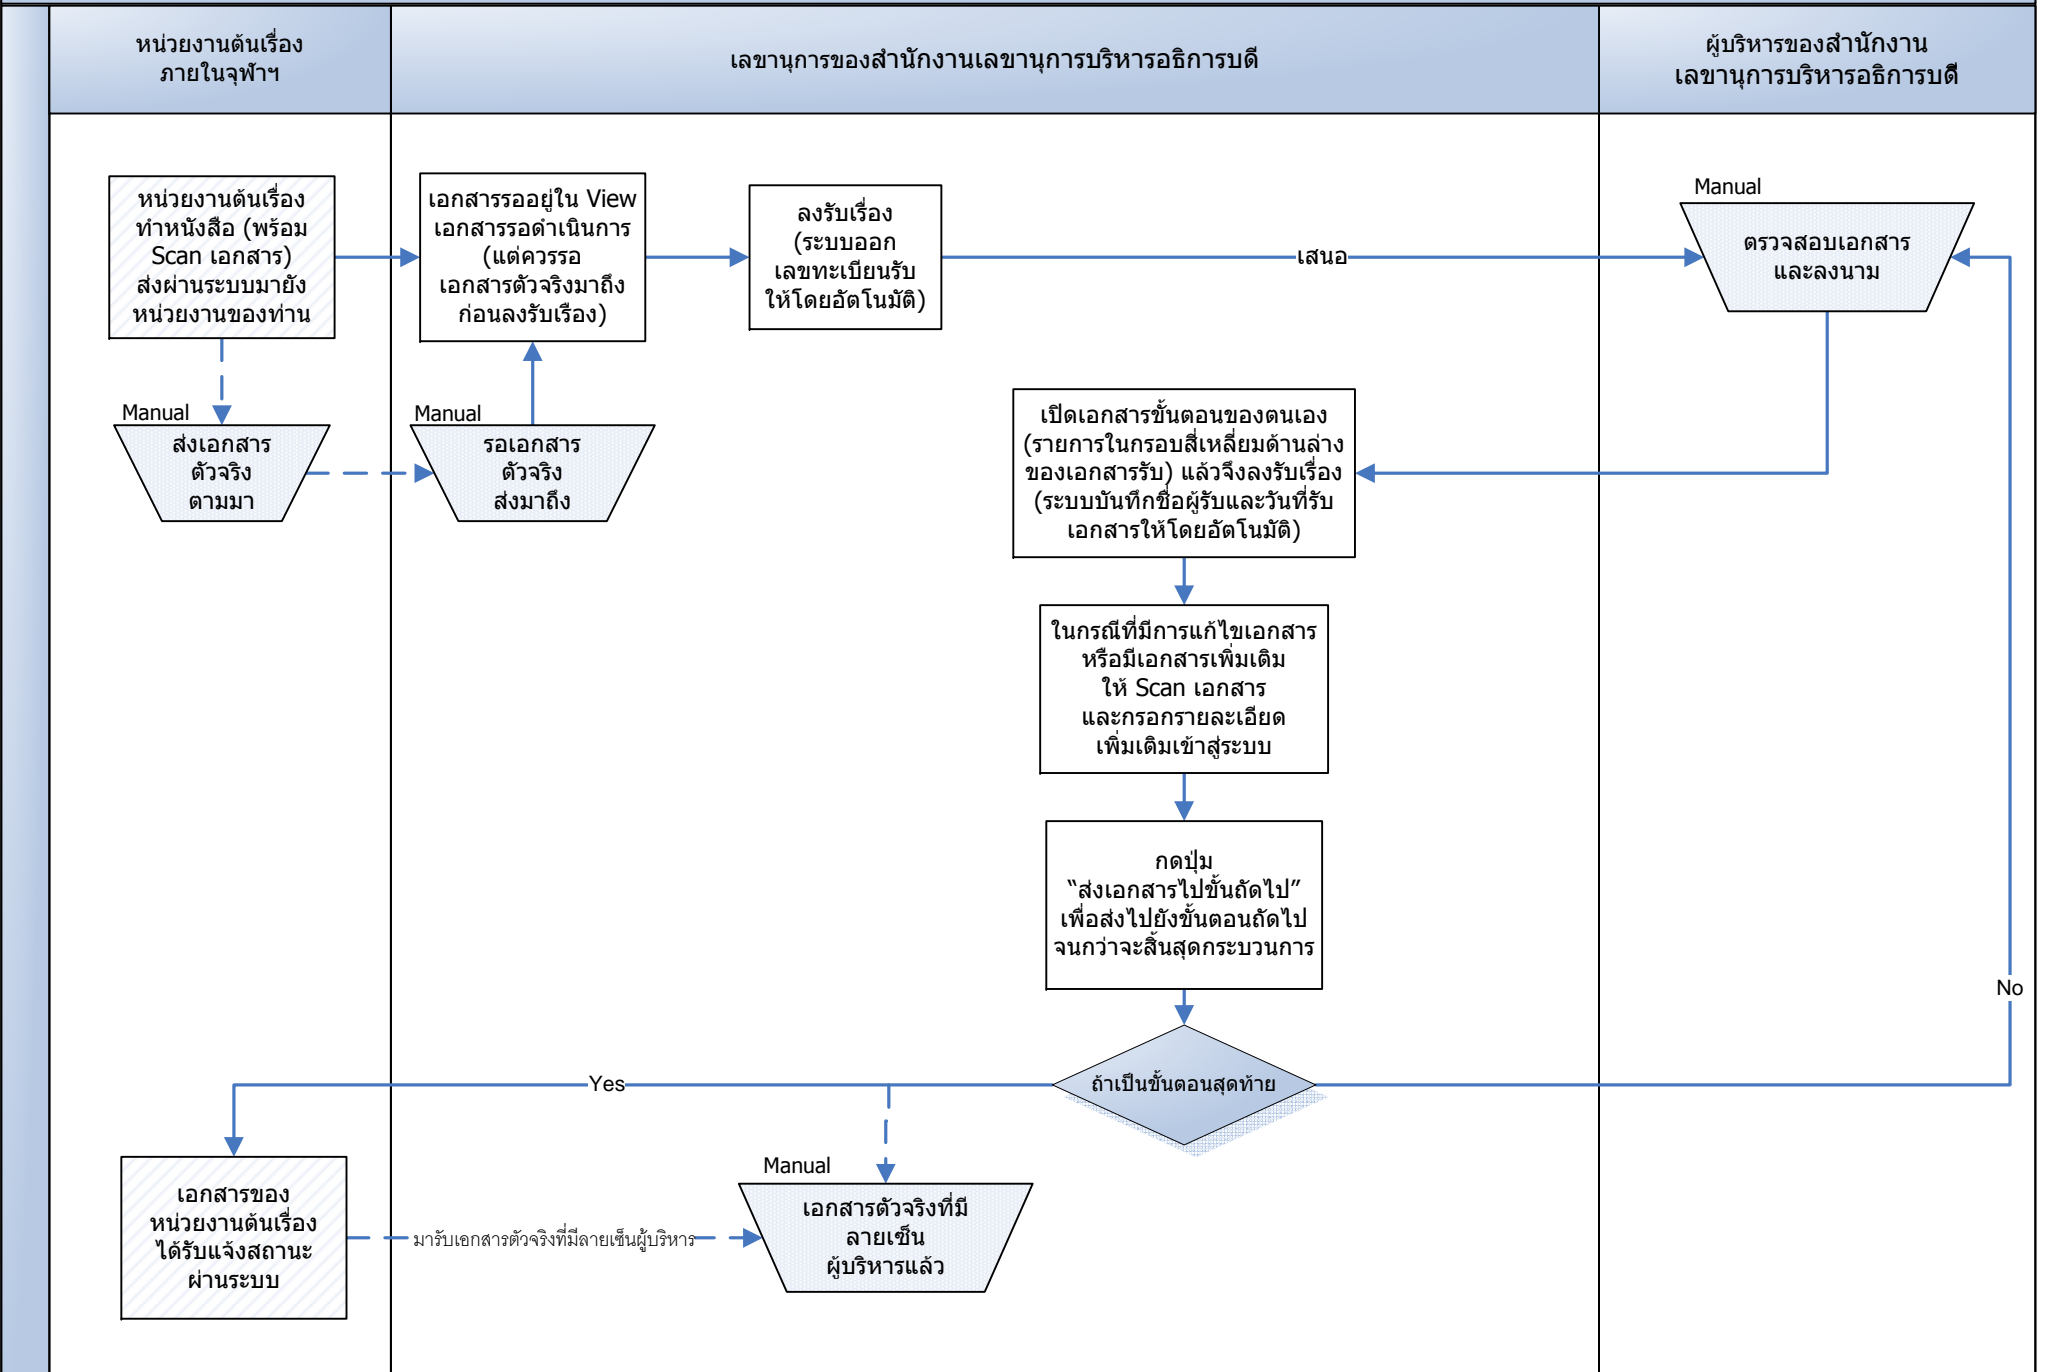 หน่วยงานต้นเรื่อง
ภายในจุฬาฯ
เลขานุการของสำนักงานเลขานุการบริหารอธิการบดี
ผู้บริหารของสำนักงาน
เลขานุการบริหารอธิการบดี
หน่วยงานต้นเรื่อง
ทำหนังสือ (พร้อม
Scan เอกสาร)
ส่งผ่านระบบมายัง
หน่วยงานของท่าน
เอกสารรออยู่ใน View
เอกสารรอดำเนินการ
(แต่ควรรอ
เอกสารตัวจริงมาถึง
ก่อนลงรับเรือง)
ลงรับเรื่อง
(ระบบออก
เลขทะเบียนรับ
ให้โดยอัตโนมัติ)
เสนอ
Manual
ตรวจสอบเอกสาร
และลงนาม
Manual
ส่งเอกสาร
ตัวจริง
ตามมา
Manual
รอเอกสาร
ตัวจริง
ส่งมาถึง
เปิดเอกสารขั้นตอนของตนเอง
(รายการในกรอบสี่เหลี่ยมด้านล่าง
ของเอกสารรับ) แล้วจึงลงรับเรื่อง
(ระบบบันทึกชื่อผู้รับและวันที่รับ
เอกสารให้โดยอัตโนมัติ)
ในกรณีที่มีการแก้ไขเอกสาร
หรือมีเอกสารเพิ่มเติม
ให้ Scan เอกสาร
และกรอกรายละเอียด
เพิ่มเติมเข้าสู่ระบบ
กดปุ่ม
“ส่งเอกสารไปขั้นถัดไป”
เพื่อส่งไปยังขั้นตอนถัดไป
จนกว่าจะสิ้นสุดกระบวนการ
No
Yes
ถ้าเป็นขั้นตอนสุดท้าย
เอกสารของ
หน่วยงานต้นเรื่อง
ได้รับแจ้งสถานะ
ผ่านระบบ
มารับเอกสารตัวจริงที่มีลายเซ็นผู้บริหาร
Manual
เอกสารตัวจริงที่มี
ลายเซ็น
ผู้บริหารแล้ว